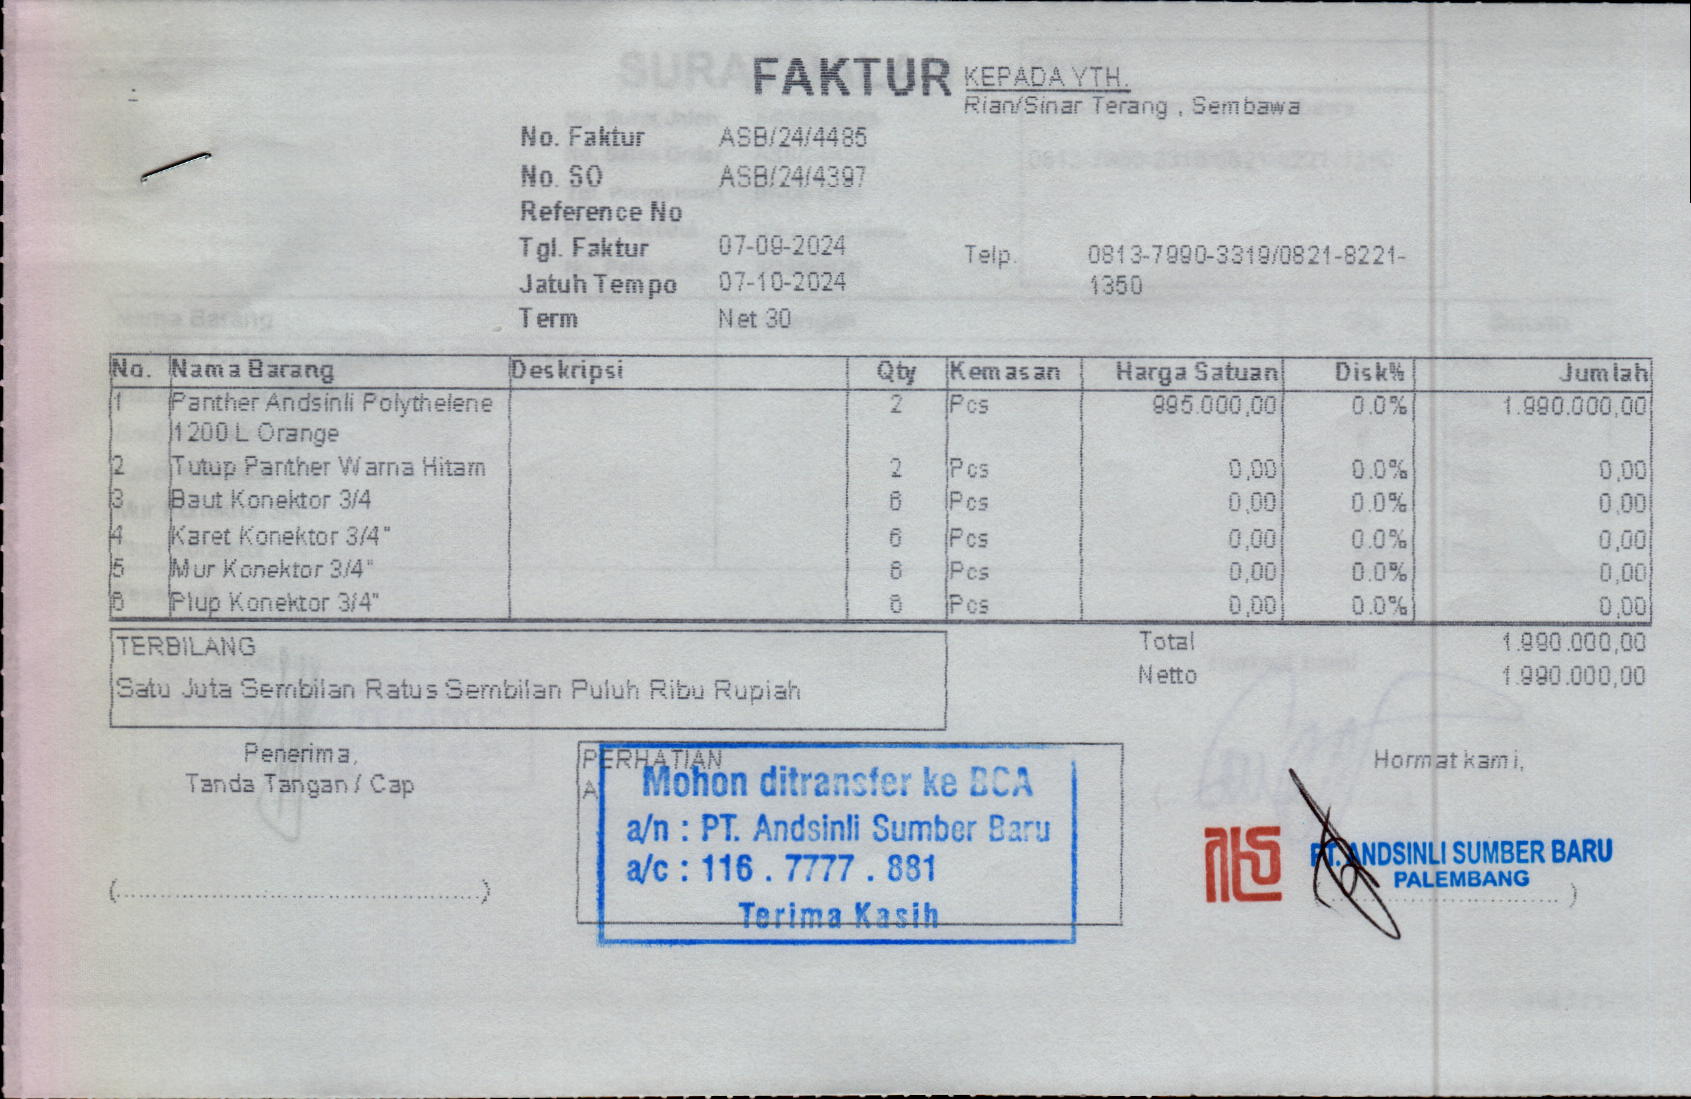 FAKTUR
KEPADA YTH.
Rian/Sinar Terang , Sembawa
No. Faktur ASB/24/4485
No. SO ASB/24/4397
Reference No
Tgl. Faktur 07-09-2024
Telp. 0813-7990-3319/0821-8221-
1350
Jatuh Tempo 07-10-2024
Term Net 30
No. Nama Barang Deskripsi Qty Kemasan Harga Satuan Disk% Jumlah
1 Panther Andsinli Polythelene 2 Pcs 995.000,00 0.0% 1.990.000,00
1200 L Orange
2 Tutup Panther Warna Hitam 2 Pcs 0,00 0.0% 0,00
3 Baut Konektor 3/4 6 Pcs 0,00 0.0% 0,00
4 Karet Konektor 3/4" 6 Pcs 0,00 0.0% 0,00
5 Mur Konektor 3/4" 6 Pcs 0,00 0.0% 0,00
6 Plup Konektor 3/4" 6 Pcs 0,00 0.0% 0,00
TERBILANG
Satu Juta Sembilan Ratus Sembilan Puluh Ribu Rupiah
Total 1.990.000,00
Netto 1.990.000,00
Penerima,
Tanda Tangan / Cap
PERHATIAN
Mohon ditransfer ke BCA
a/n : PT. Andsinli Sumber Baru
a/c : 116 . 7777 . 881
Terima Kasih
Hormat kami,
PT. ANDSINLI SUMBER BARU
PALEMBANG